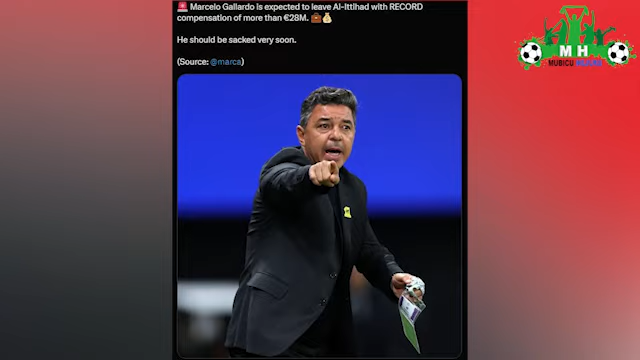 🚨 Marcelo Gallardo is expected to leave Al-Ittihad with RECORD
compensation of more than €28M. 💼💰
He should be sacked very soon.
(Source: @marca)
M H
MUBICU